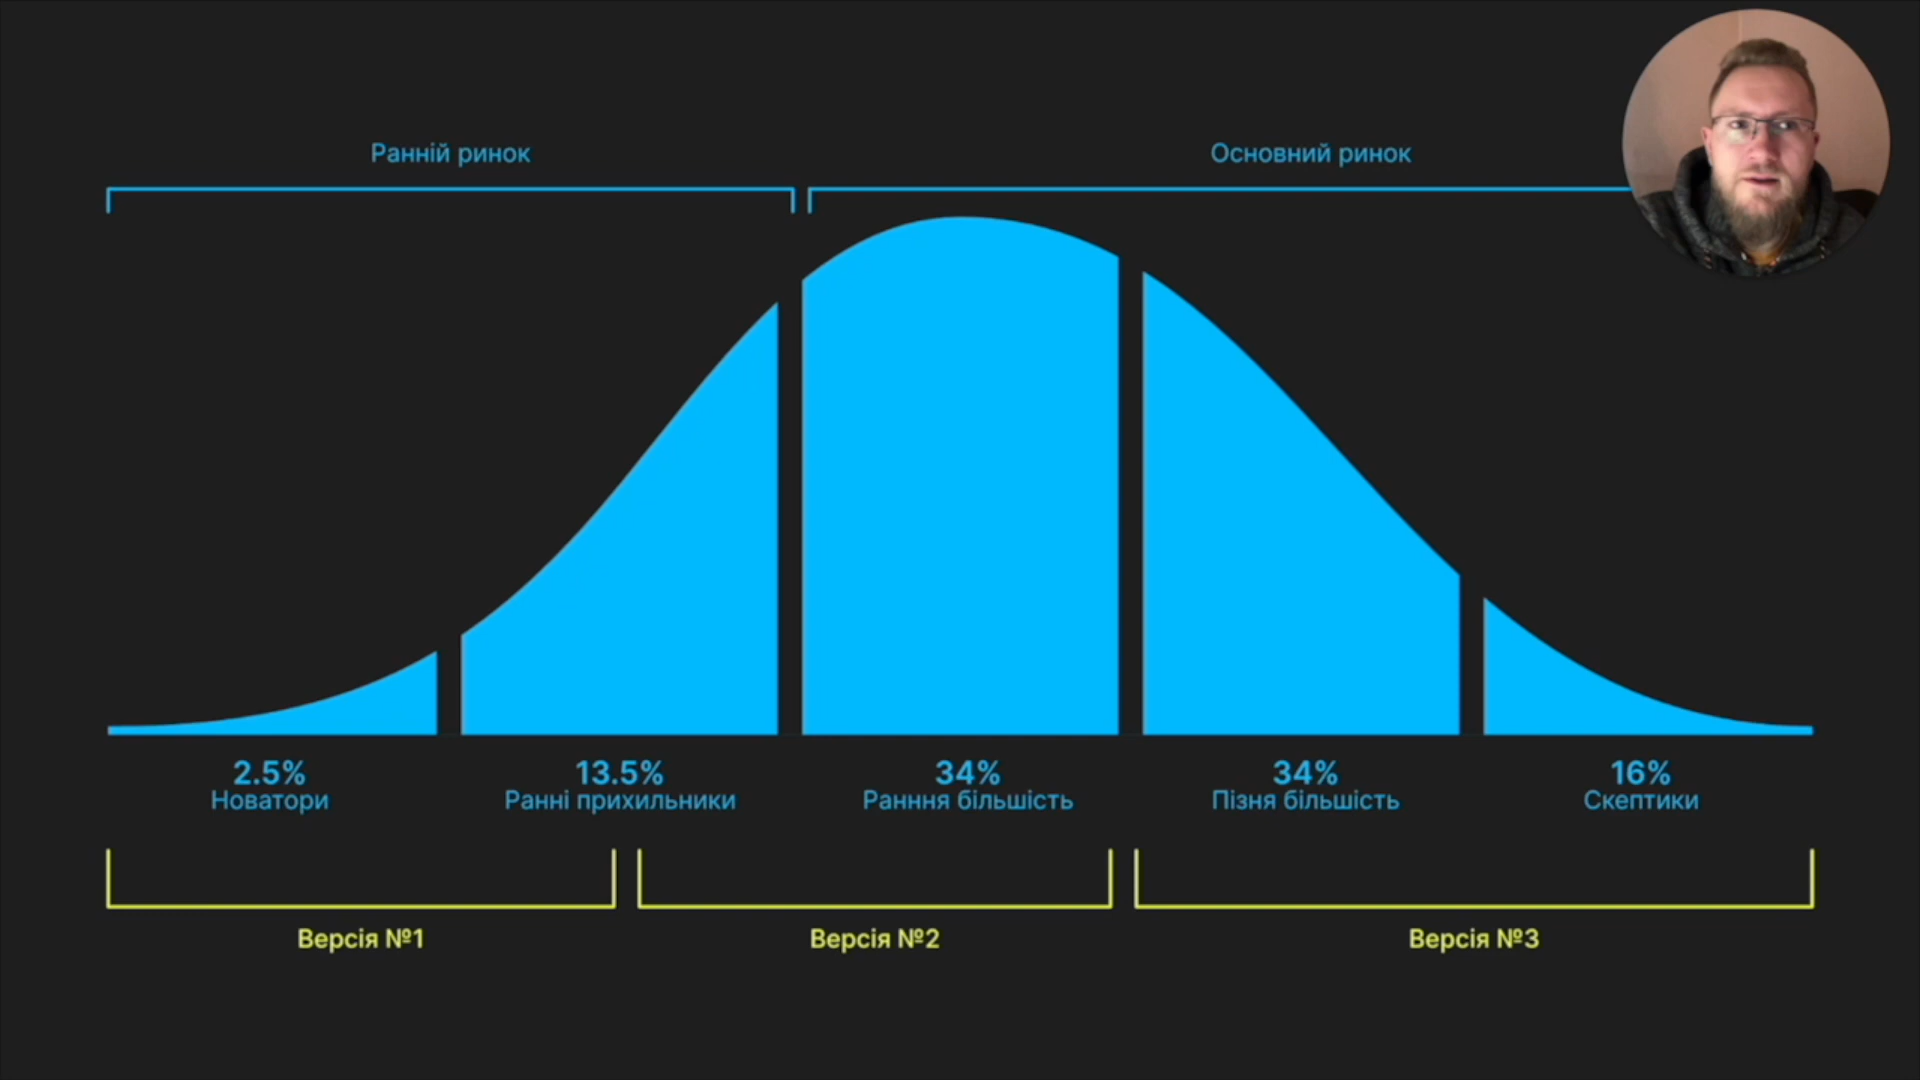 Ранній ринок
Основний ринок
2.5%
Новатори
13.5%
Ранні прихильники
34%
Рання більшість
34%
Пізня більшість
16%
Скептики
Версія №1
Версія №2
Версія №3